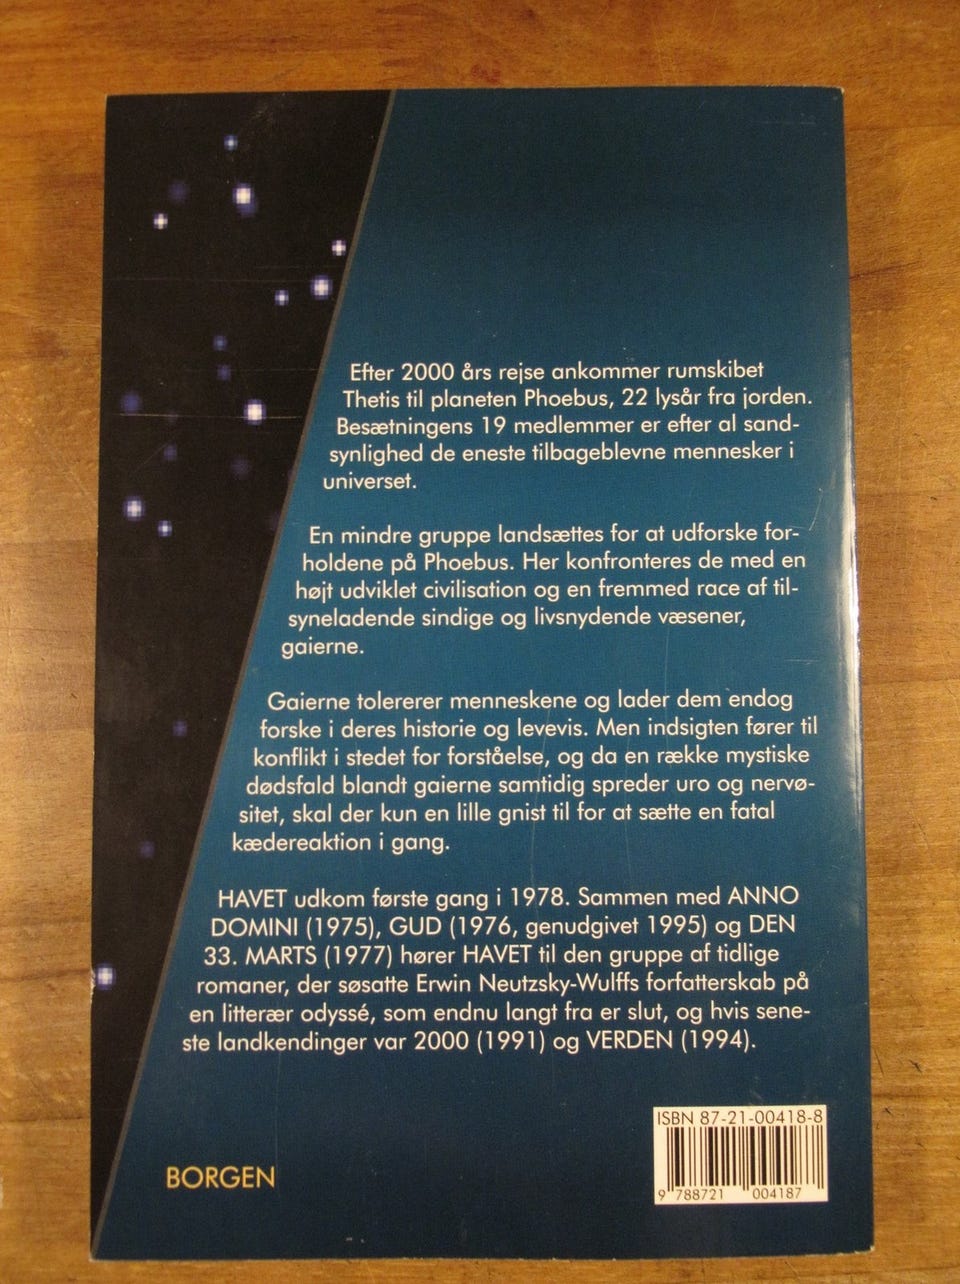 Efter 2000 års rejse ankommer rumskibet
Thetis til planeten Phoebus, 22 lysår fra jorden.
Besætningens 19 medlemmer er efter al sand-
synlighed de eneste tilbageblevne mennesker i
universet.
En mindre gruppe landsættes for at udforske for-
holdene på Phoebus. Her konfronteres de med en
højt udviklet civilisation og en fremmed race af til-
syneladende sindige og livsnydende væsener,
gaierne.
Gaierne tolererer menneskene og lader dem endog
forske i deres historie og levevis. Men indsigten fører til
konflikt i stedet for forståelse, og da en række mystiske
dødsfald blandt gaierne samtidig spreder uro og nervø-
sitet, skal der kun en lille gnist til for at sætte en fatal
kædereaktion i gang.
HAVET udkom første gang i 1978. Sammen med ANNO
DOMINI (1975), GUD (1976, genudgivet 1995) og DEN
33. MARTS (1977) hører HAVET til den gruppe af tidlige
romaner, der søsatte Erwin Neutzsky-Wulffs forfatterskab på
en litterær odyssé, som endnu langt fra er slut, og hvis sene-
ste landkendinger var 2000 (1991) og VERDEN (1994).
ISBN 87-21-00418-8
BORGEN
9 788721 004187